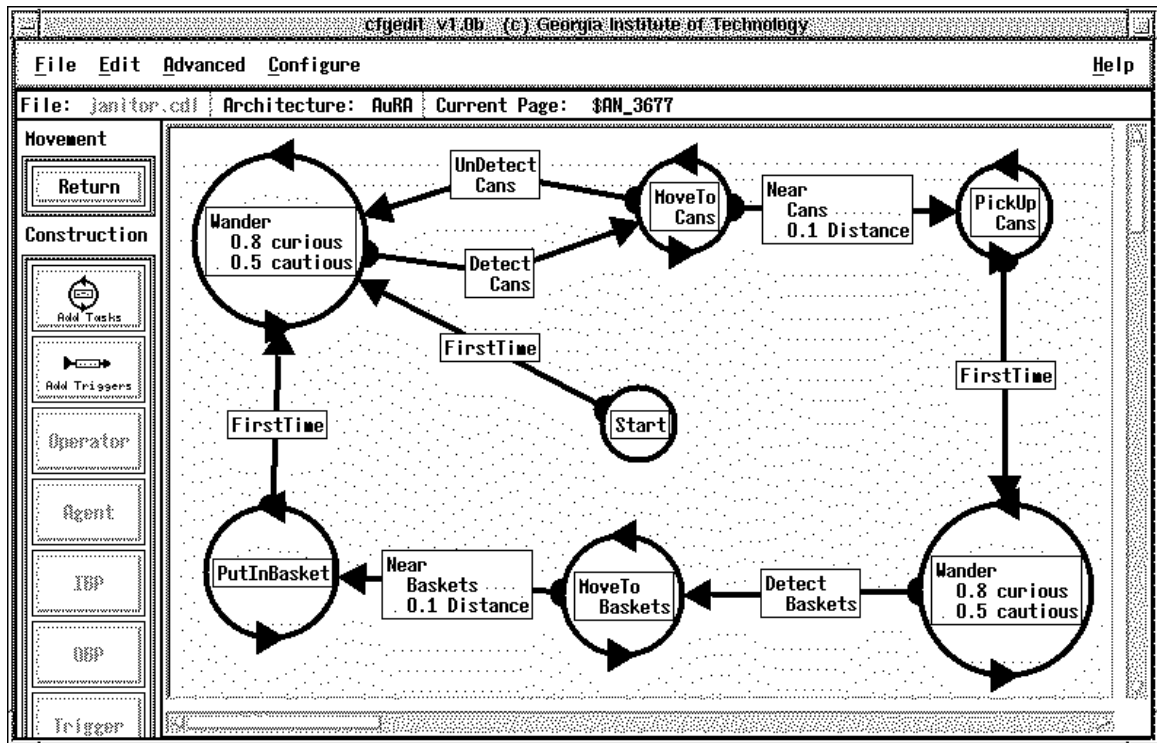 cfgedit v1.0b (c) Georgia Institute of Technology
File Edit Advanced Configure Help
File: janitor.cdl Architecture: AuRA Current Page: $AN_3677
Movement
Return
Construction
Add Tasks
Add Triggers
Operator
Agent
IBP
OBP
Trigger
UnDetect
Cans
MoveTo
Cans
Near
Cans
0.1 Distance
PickUp
Cans
Wander
0.8 curious
0.5 cautious
Detect
Cans
FirstTime
FirstTime
FirstTime
Start
PutInBasket
Near
Baskets
0.1 Distance
MoveTo
Baskets
Detect
Baskets
Wander
0.8 curious
0.5 cautious